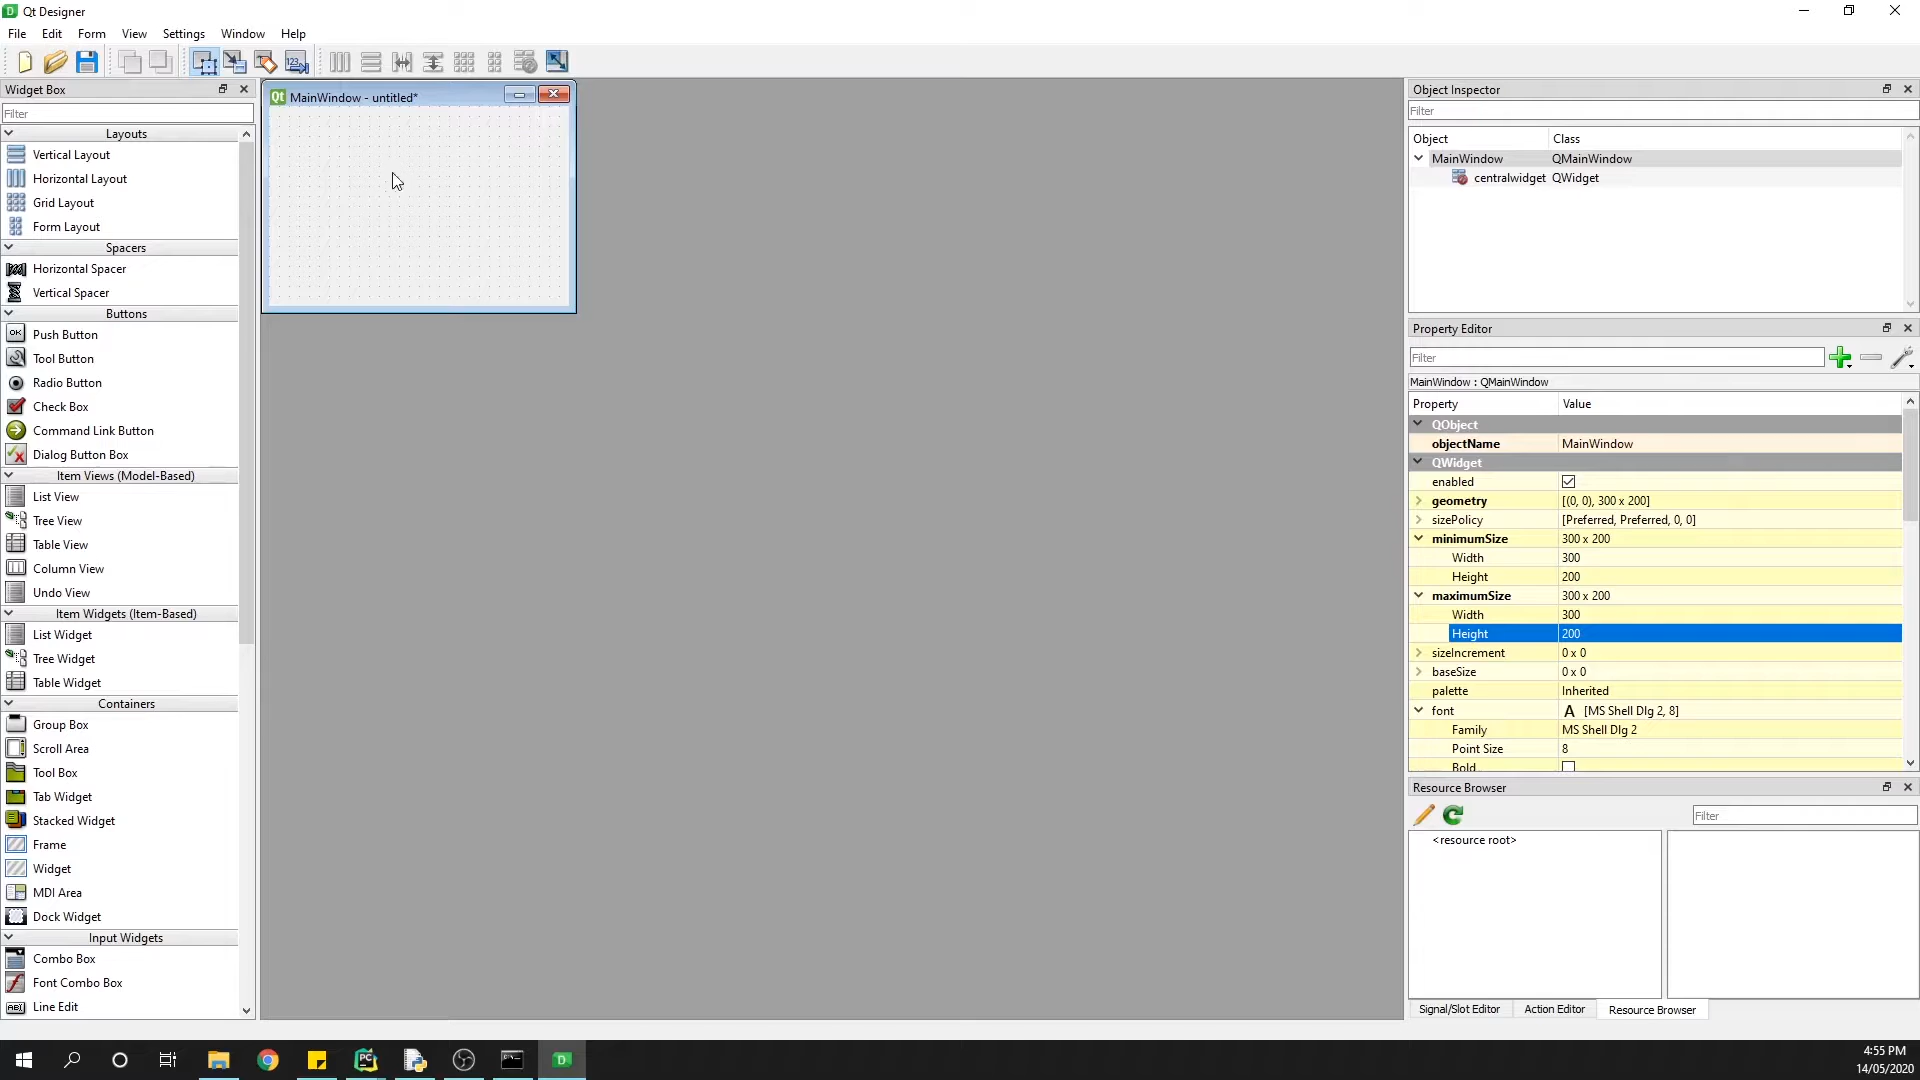 Qt Designer
File Edit Form View Settings Window Help
Widget Box
Filter
Layouts
Vertical Layout
Horizontal Layout
Grid Layout
Form Layout
Spacers
Horizontal Spacer
Vertical Spacer
Buttons
Push Button
Tool Button
Radio Button
Check Box
Command Link Button
Dialog Button Box
Item Views (Model-Based)
List View
Tree View
Table View
Column View
Undo View
Item Widgets (Item-Based)
List Widget
Tree Widget
Table Widget
Containers
Group Box
Scroll Area
Tool Box
Tab Widget
Stacked Widget
Frame
Widget
MDI Area
Dock Widget
Input Widgets
Combo Box
Font Combo Box
Line Edit
MainWindow - untitled*
Object Inspector
Filter
Object Class
MainWindow QMainWindow
centralwidget QWidget
Property Editor
Filter
MainWindow : QMainWindow
Property Value
QObject
objectName MainWindow
QWidget
enabled
geometry [(0, 0), 300 x 200]
sizePolicy [Preferred, Preferred, 0, 0]
minimumSize 300 x 200
Width 300
Height 200
maximumSize 300 x 200
Width 300
Height 200
sizeIncrement 0 x 0
baseSize 0 x 0
palette Inherited
font A [MS Shell Dlg 2, 8]
Family MS Shell Dlg 2
Point Size 8
Bold
Resource Browser
Filter
<resource root>
Signal/Slot Editor Action Editor Resource Browser
4:55 PM
14/05/2020